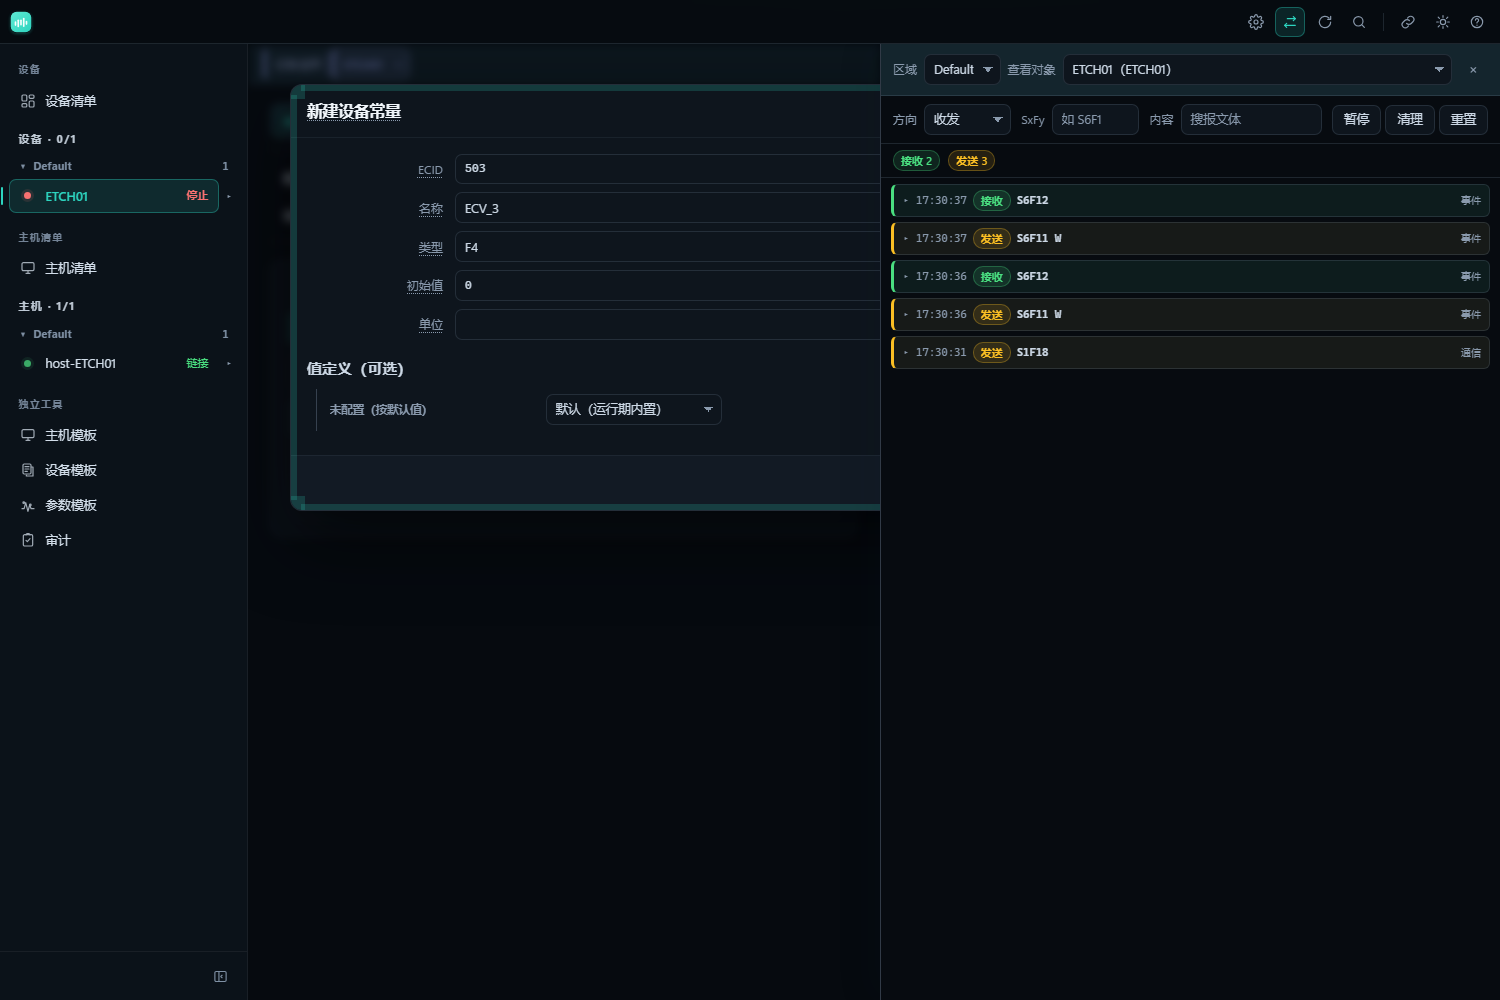 设备
设备清单
设备 · 0/1
Default 1
ETCH01 停止
主机清单
主机清单
主机 · 1/1
Default 1
host-ETCH01 链接
独立工具
主机模板
设备模板
参数模板
审计
新建设备常量
ECID 503
名称 ECV_3
类型 F4
初始值 0
单位
值定义（可选）
未配置（按默认值） 默认（运行期内置）
区域 Default 查看对象 ETCH01（ETCH01） ×
方向 收发 SxFy 如 S6F1 内容 搜报文体 暂停 清理 重置
接收 2 发送 3
17:30:37 接收 S6F12 事件
17:30:37 发送 S6F11 W 事件
17:30:36 接收 S6F12 事件
17:30:36 发送 S6F11 W 事件
17:30:31 发送 S1F18 通信